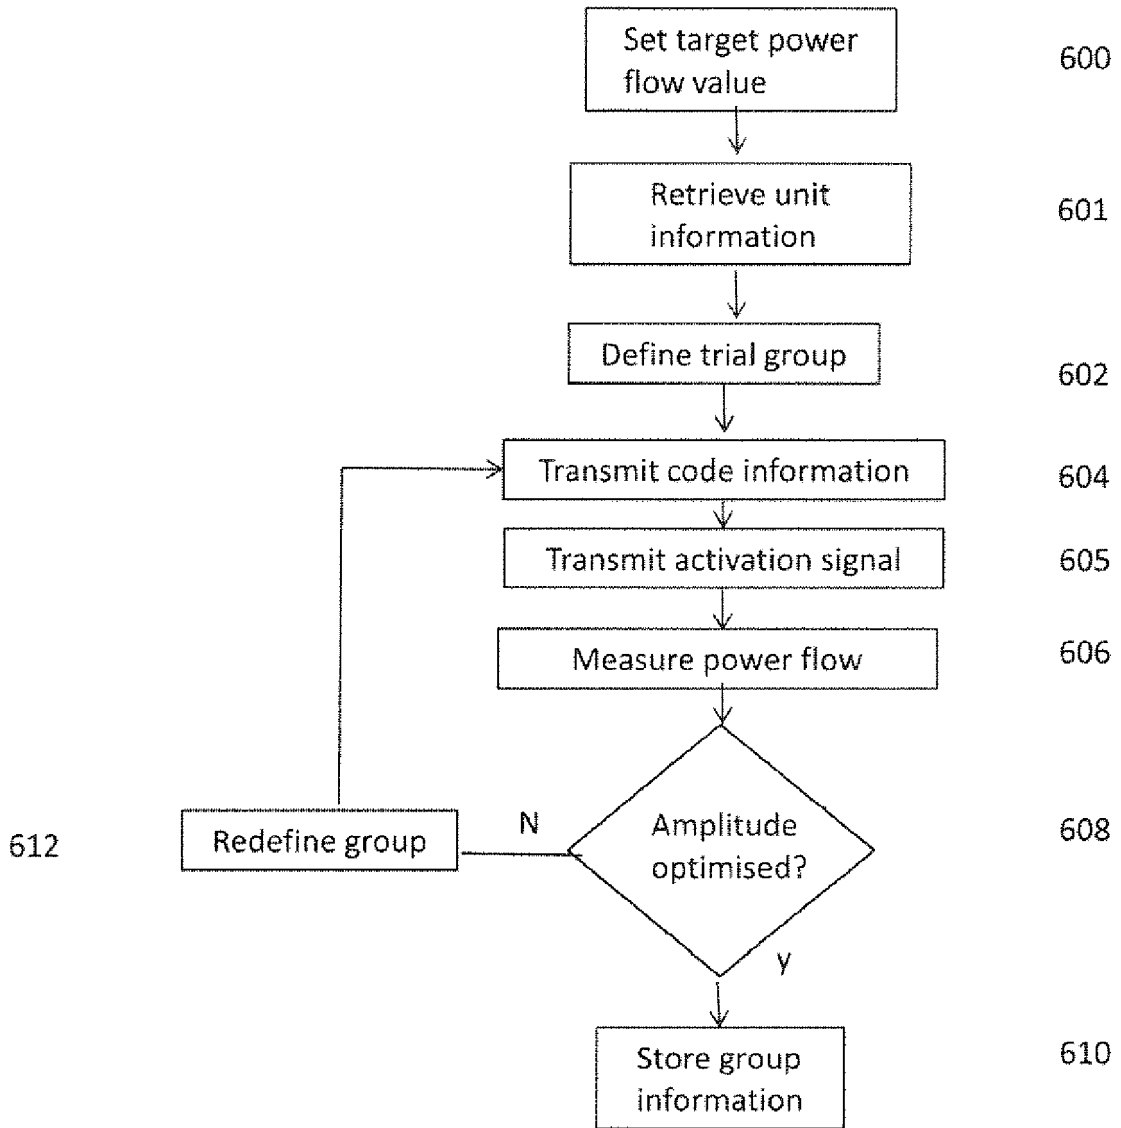 Set target power
flow value
600
Retrieve unit
information
601
Define trial group
602
Transmit code information
604
Transmit activation signal
605
Measure power flow
606
Amplitude
optimised?
608
N
Redefine group
612
y
Store group
information
610